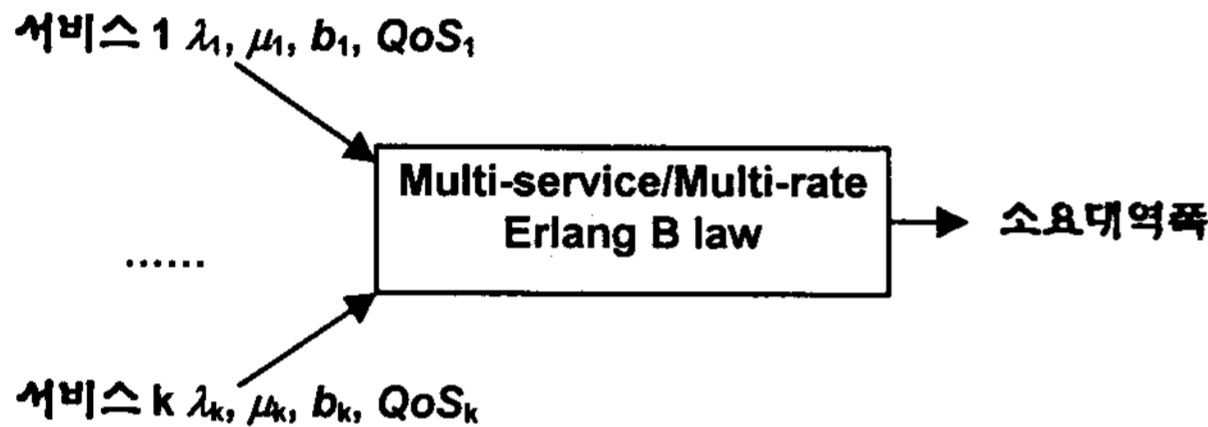 서비스 1 λ₁, μ₁, b₁, QoS₁
Multi-service/Multi-rate
Erlang B law
소요대역폭
......
서비스 k λₖ, μₖ, bₖ, QoSₖ